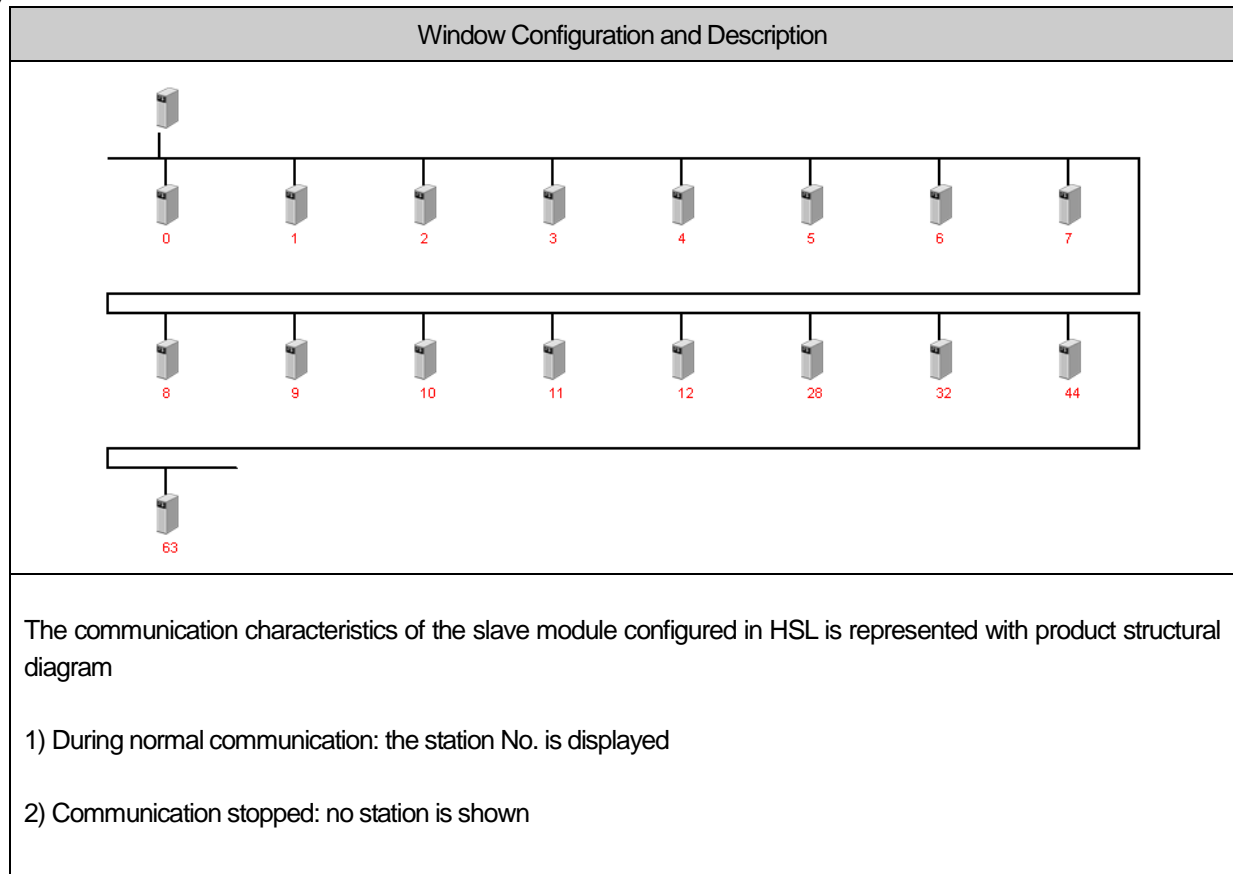 Window Configuration and Description
0 1 2 3 4 5 6 7
8 9 10 11 12 28 32 44
63
The communication characteristics of the slave module configured in HSL is represented with product structural
diagram
1) During normal communication: the station No. is displayed
2) Communication stopped: no station is shown